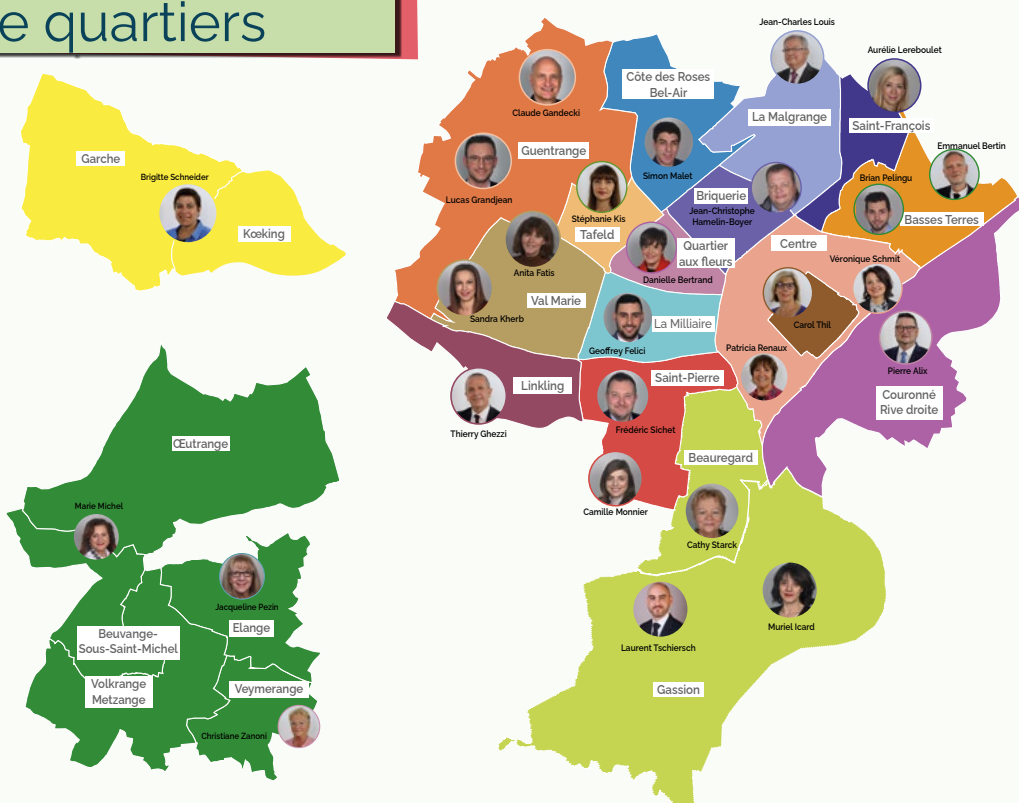 e quartiers
Garche
Brigitte Schneider
Kœking
Jean-Charles Louis
Aurélie Lereboulet
Côte des Roses
Bel-Air
Claude Gandecki
La Malgrange
Saint-François
Emmanuel Bertin
Guentrange
Simon Malet
Brian Pelingu
Lucas Grandjean
Briquerie
Jean-Christophe
Hamelin-Boyer
Stéphanie Kis
Tafeld
Basses Terres
Quartier
aux fleurs
Centre
Véronique Schmit
Anita Fatis
Danielle Bertrand
Val Marie
Sandra Kherb
La Milliaire
Carol Thil
Geoffrey Felici
Patricia Renaux
Pierre Alix
Linkling
Saint-Pierre
Couronné
Rive droite
Thierry Ghezzi
Frédéric Sichet
Beauregard
Camille Monnier
Cathy Starck
Laurent Tschiersch
Muriel Icard
Gassion
Œutrange
Marie Michel
Jacqueline Pezin
Elange
Beuvange-
Sous-Saint-Michel
Volkrange
Metzange
Veymerange
Christiane Zanoni